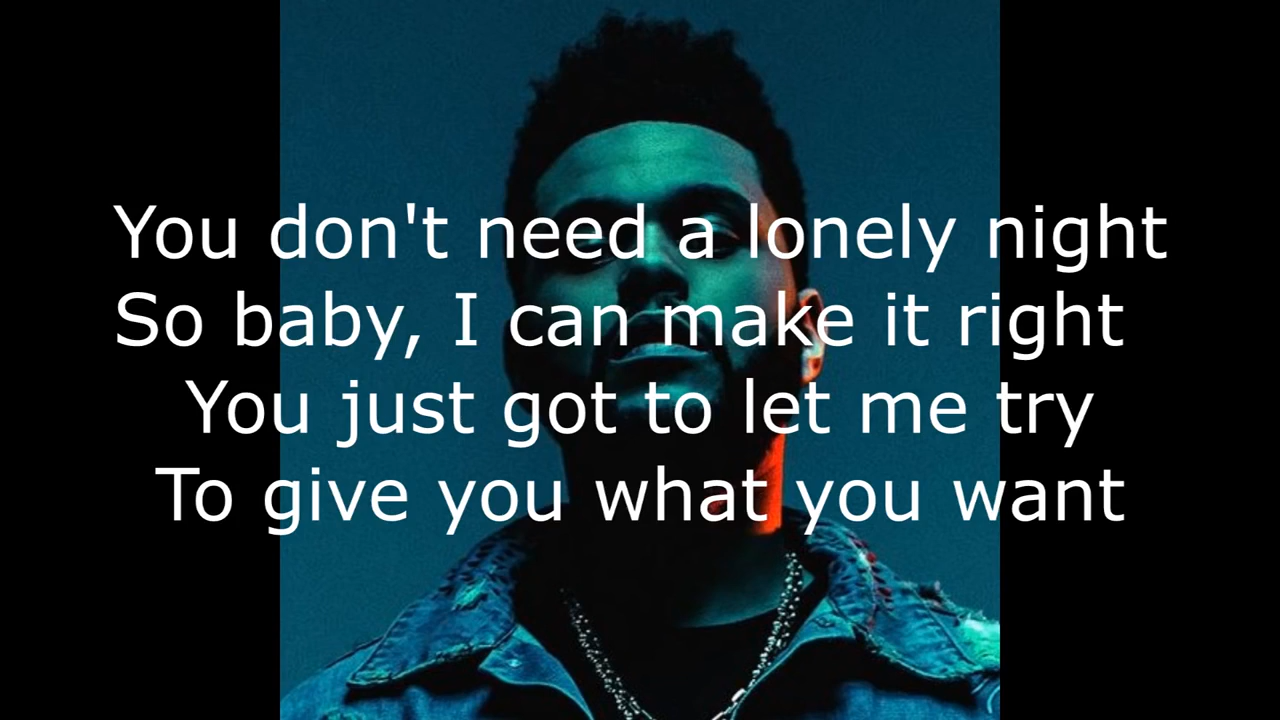 You don't need a lonely night
So baby, I can make it right
You just got to let me try
To give you what you want